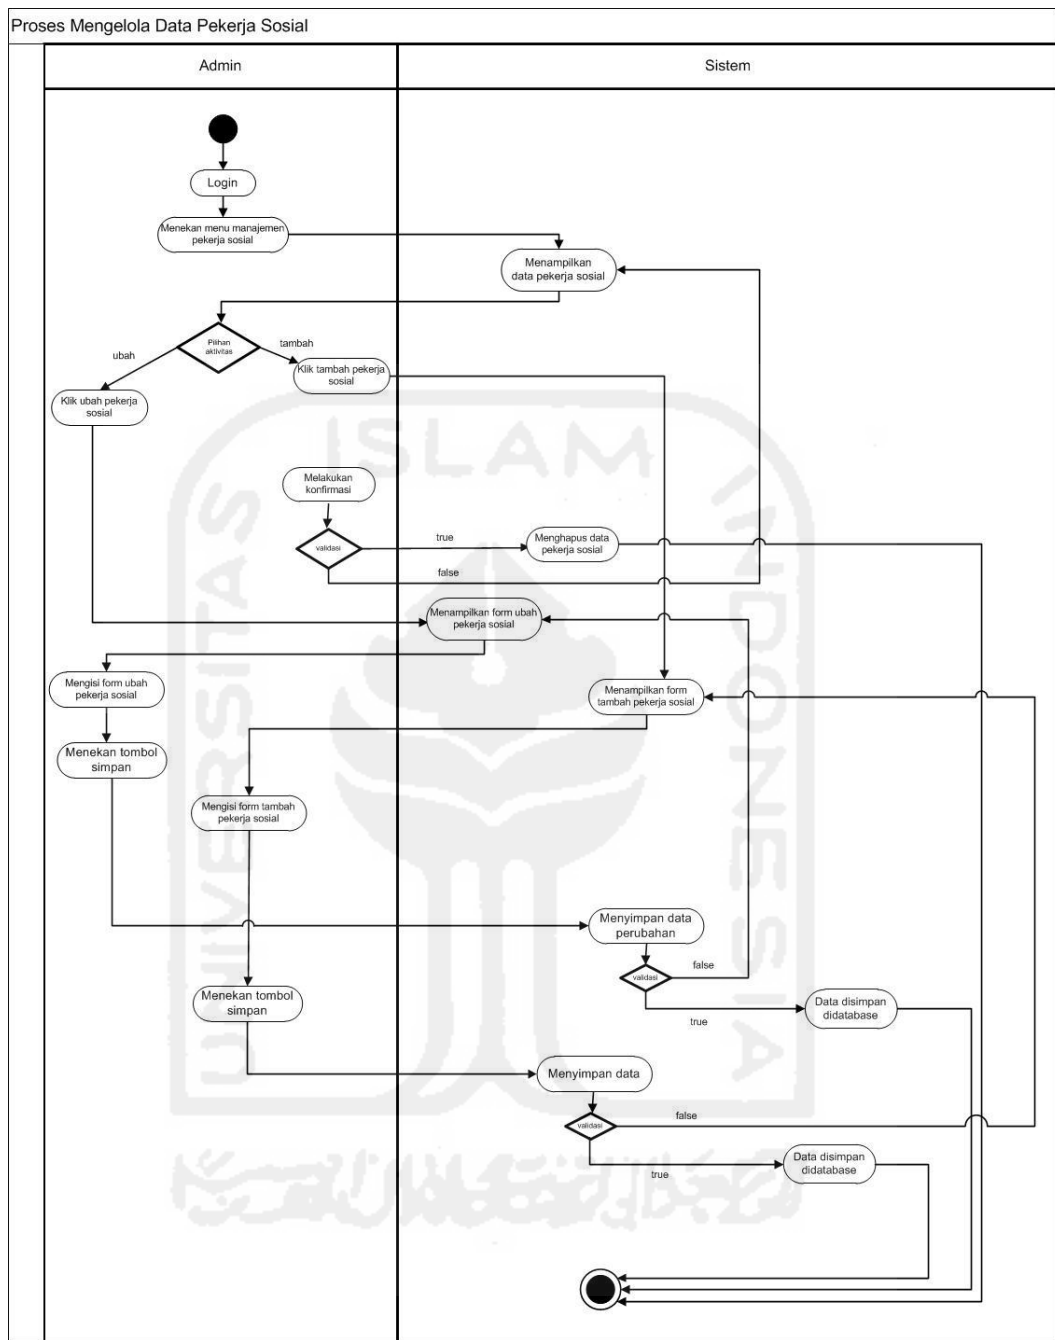 Proses Mengelola Data Pekerja Sosial
Admin
Sistem
Login
Menekan menu manajemen
pekerja sosial
Menampilkan
data pekerja sosial
Pilihan
aktivitas
ubah
tambah
Klik tambah pekerja
sosial
Klik ubah pekerja
sosial
ISLAM
UNIVERSITAS
INDONESIA
Melakukan
konfirmasi
validasi
true
false
Menghapus data
pekerja sosial
Menampilkan form ubah
pekerja sosial
Mengisi form ubah
pekerja sosial
Menampilkan form
tambah pekerja sosial
Menekan tombol
simpan
Mengisi form tambah
pekerja sosial
Menyimpan data
perubahan
validasi
false
true
Data disimpan
didatabase
Menekan tombol
simpan
Menyimpan data
validasi
false
true
Data disimpan
didatabase